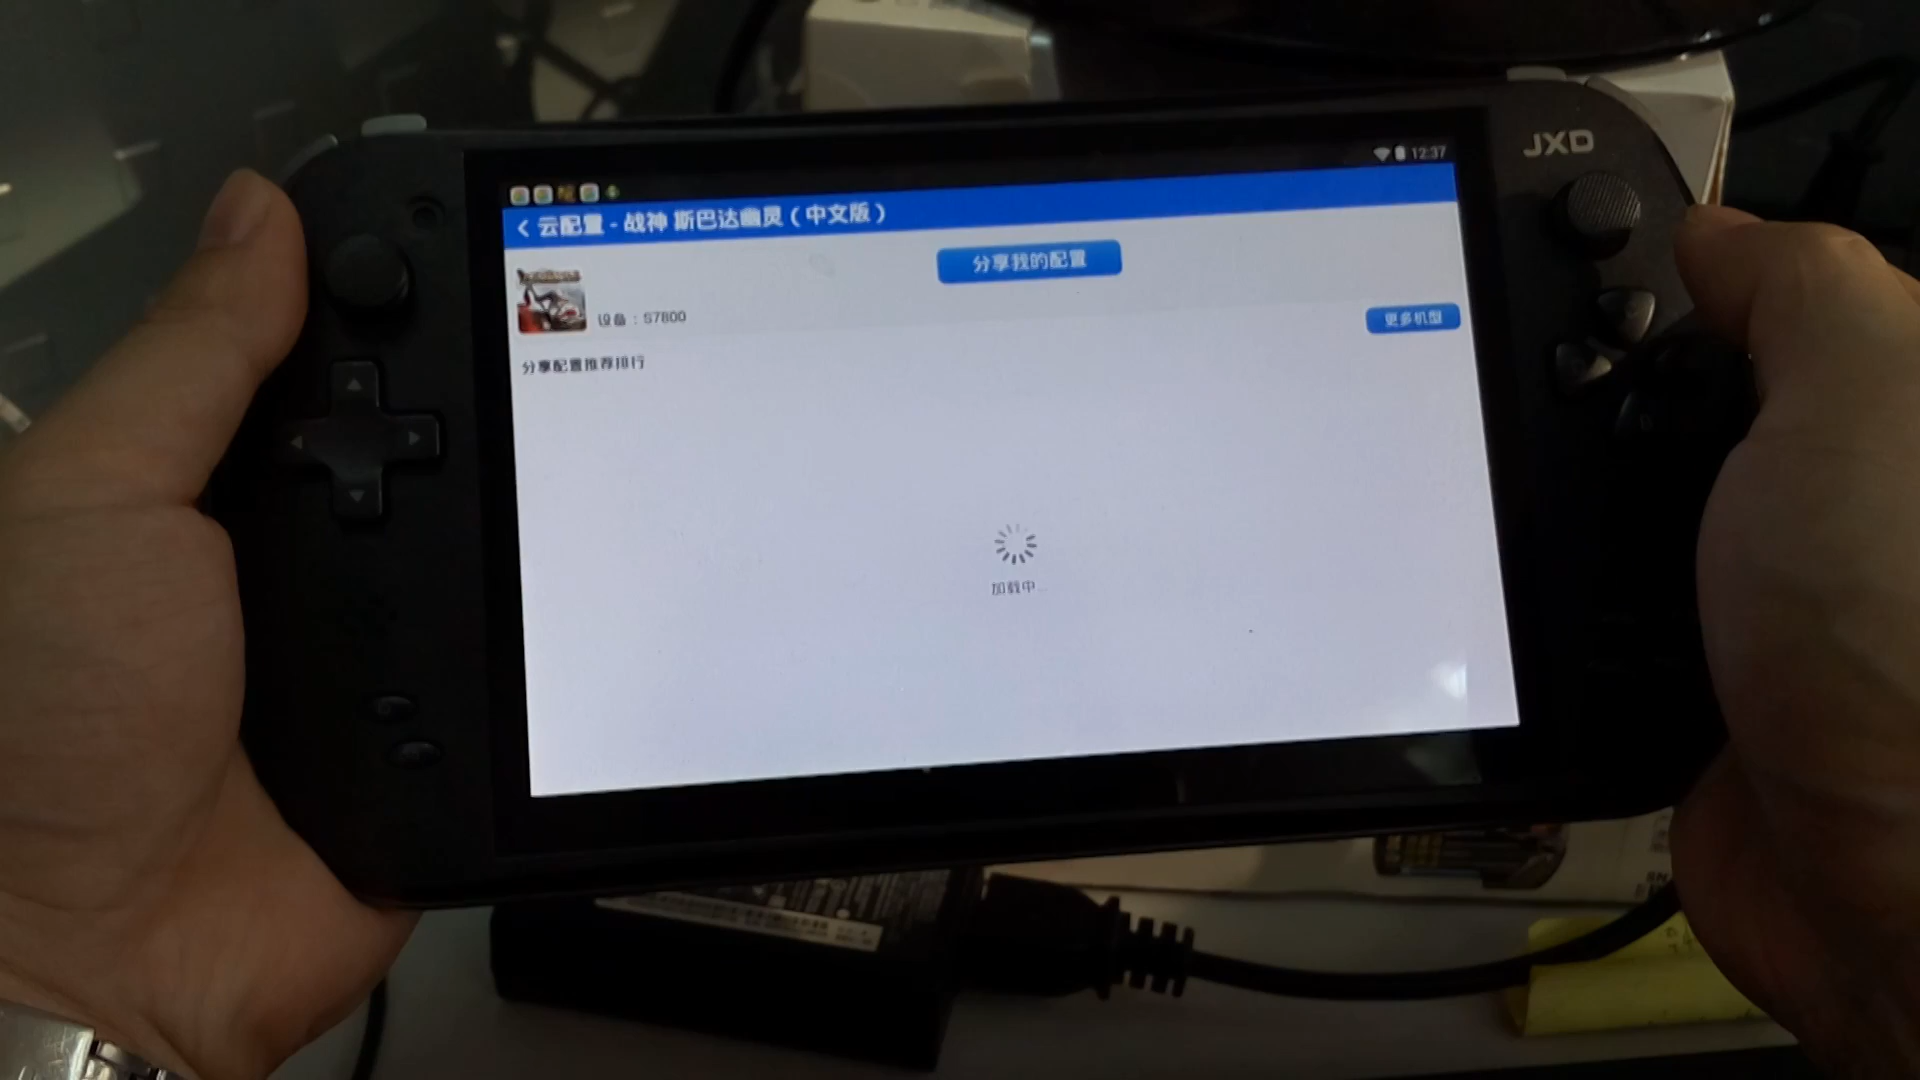 JXD
12:37
云配置 - 战神 斯巴达幽灵（中文版）
分享我的配置
设备：S7800
更多机型
分享配置推荐排行
加载中...
SN